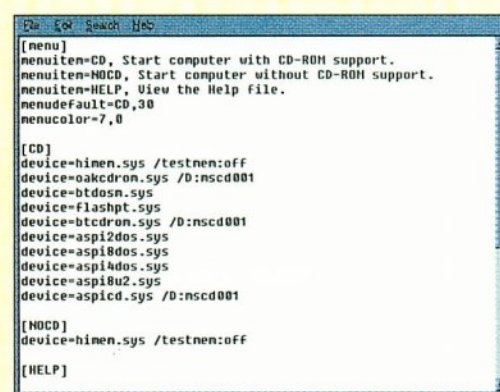 File Edit Search Help
[menu]
menuitem=CD, Start computer with CD-ROM support.
menuitem=NOCD, Start computer without CD-ROM support.
menuitem=HELP, View the Help file.
menudefault=CD,30
menucolor=7,0
[CD]
device=himem.sys /testmem:off
device=oakcdrom.sys /D:mscd001
device=btdosm.sys
device=flashpt.sys
device=btcdrom.sys /D:mscd001
device=aspi2dos.sys
device=aspi8dos.sys
device=aspi4dos.sys
device=aspi8u2.sys
device=aspicd.sys /D:mscd001
[NOCD]
device=himem.sys /testmem:off
[HELP]